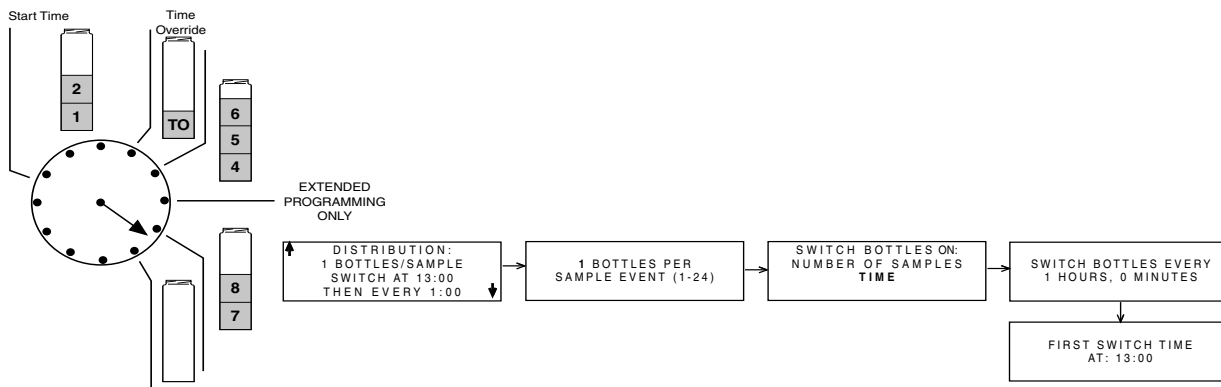 Start Time
Time
Override
2
1
TO
6
5
4
EXTENDED
PROGRAMMING
ONLY
8
7
DISTRIBUTION:
1 BOTTLES/SAMPLE
SWITCH AT 13:00
THEN EVERY 1:00
1 BOTTLES PER
SAMPLE EVENT (1-24)
SWITCH BOTTLES ON:
NUMBER OF SAMPLES
TIME
SWITCH BOTTLES EVERY
1 HOURS, 0 MINUTES
FIRST SWITCH TIME
AT: 13:00